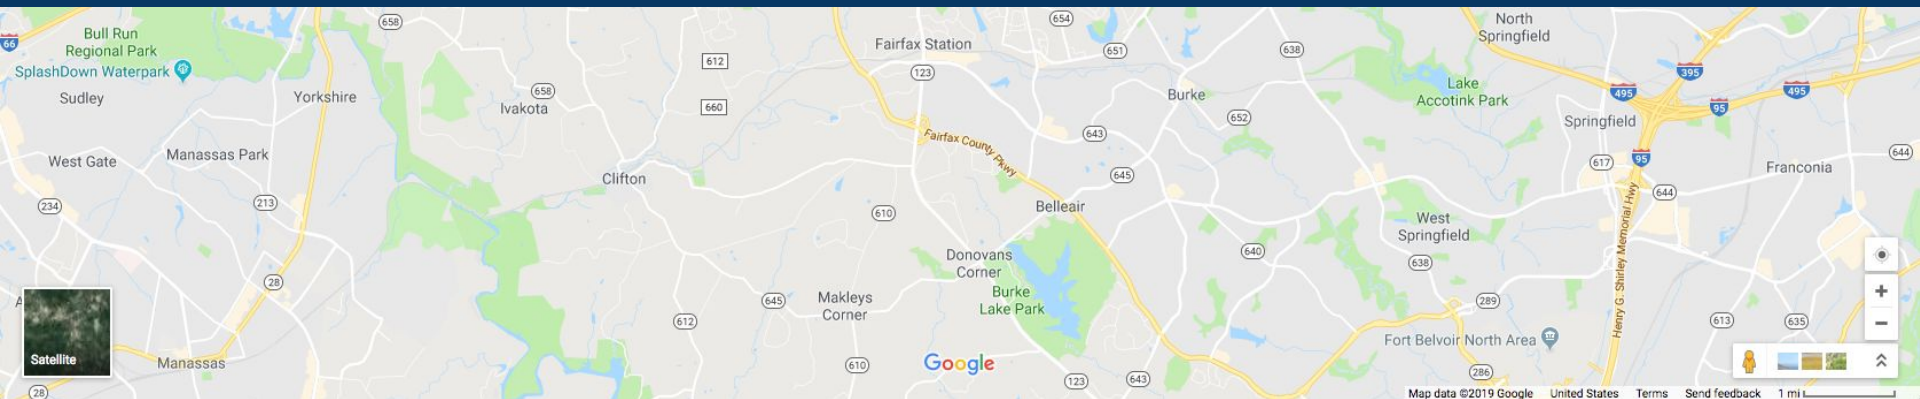 658
654
North
Springfield
Bull Run
Regional Park
66
Fairfax Station
651
638
612
SplashDown Waterpark
123
395
Lake
Accotink Park
495
495
658
Sudley
Yorkshire
Ivakota
660
Burke
95
652
Springfield
643
Fairfax County Pkwy
West Gate
Manassas Park
95
617
644
Franconia
Clifton
645
644
234
213
610
Belleair
West
Springfield
Henry G. Shirley Memorial Hwy
640
638
Donovans
Corner
28
A
645
Makleys
Corner
Burke
Lake Park
289
612
613
635
Fort Belvoir North Area
Satellite
Manassas
610
Google
286
123
643
28
Map data ©2019 Google United States Terms Send feedback 1 mi